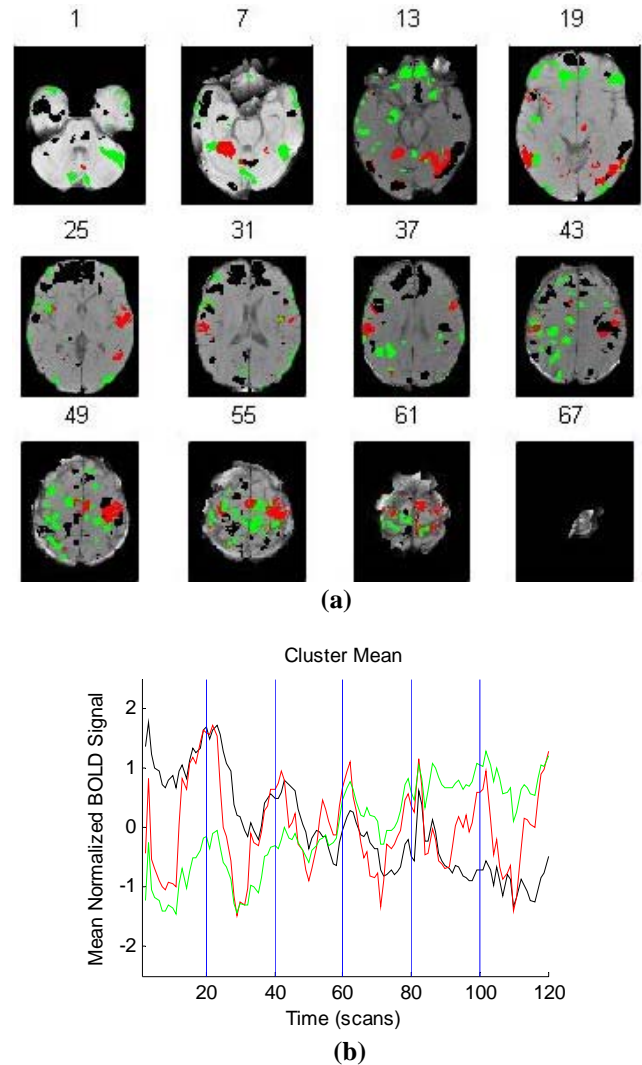 1 7 13 19
25 31 37 43
49 55 61 67
(a)
Cluster Mean
Mean Normalized BOLD Signal
2
1
0
-1
-2
20 40 60 80 100 120
Time (scans)
(b)